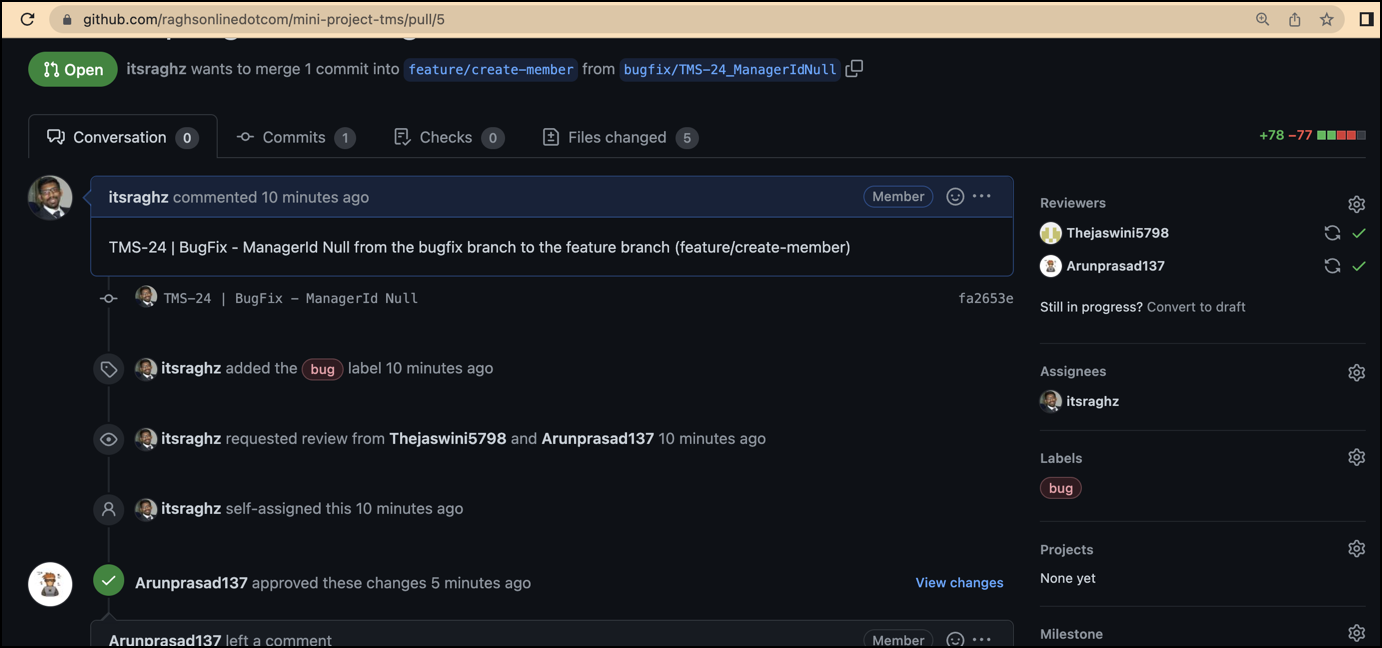 github.com/raghsonlinedotcom/mini-project-tms/pull/5
Open itsraghz wants to merge 1 commit into feature/create-member from bugfix/TMS-24_ManagerIdNull
Conversation 0 Commits 1 Checks 0 Files changed 5 +78 −77
itsraghz commented 10 minutes ago Member
TMS-24 | BugFix - ManagerId Null from the bugfix branch to the feature branch (feature/create-member)
TMS-24 | BugFix – ManagerId Null fa2653e
itsraghz added the bug label 10 minutes ago
itsraghz requested review from Thejaswini5798 and Arunprasad137 10 minutes ago
itsraghz self-assigned this 10 minutes ago
Arunprasad137 approved these changes 5 minutes ago View changes
Arunprasad137 left a comment Member
Reviewers
Thejaswini5798
Arunprasad137
Still in progress? Convert to draft
Assignees
itsraghz
Labels
bug
Projects
None yet
Milestone